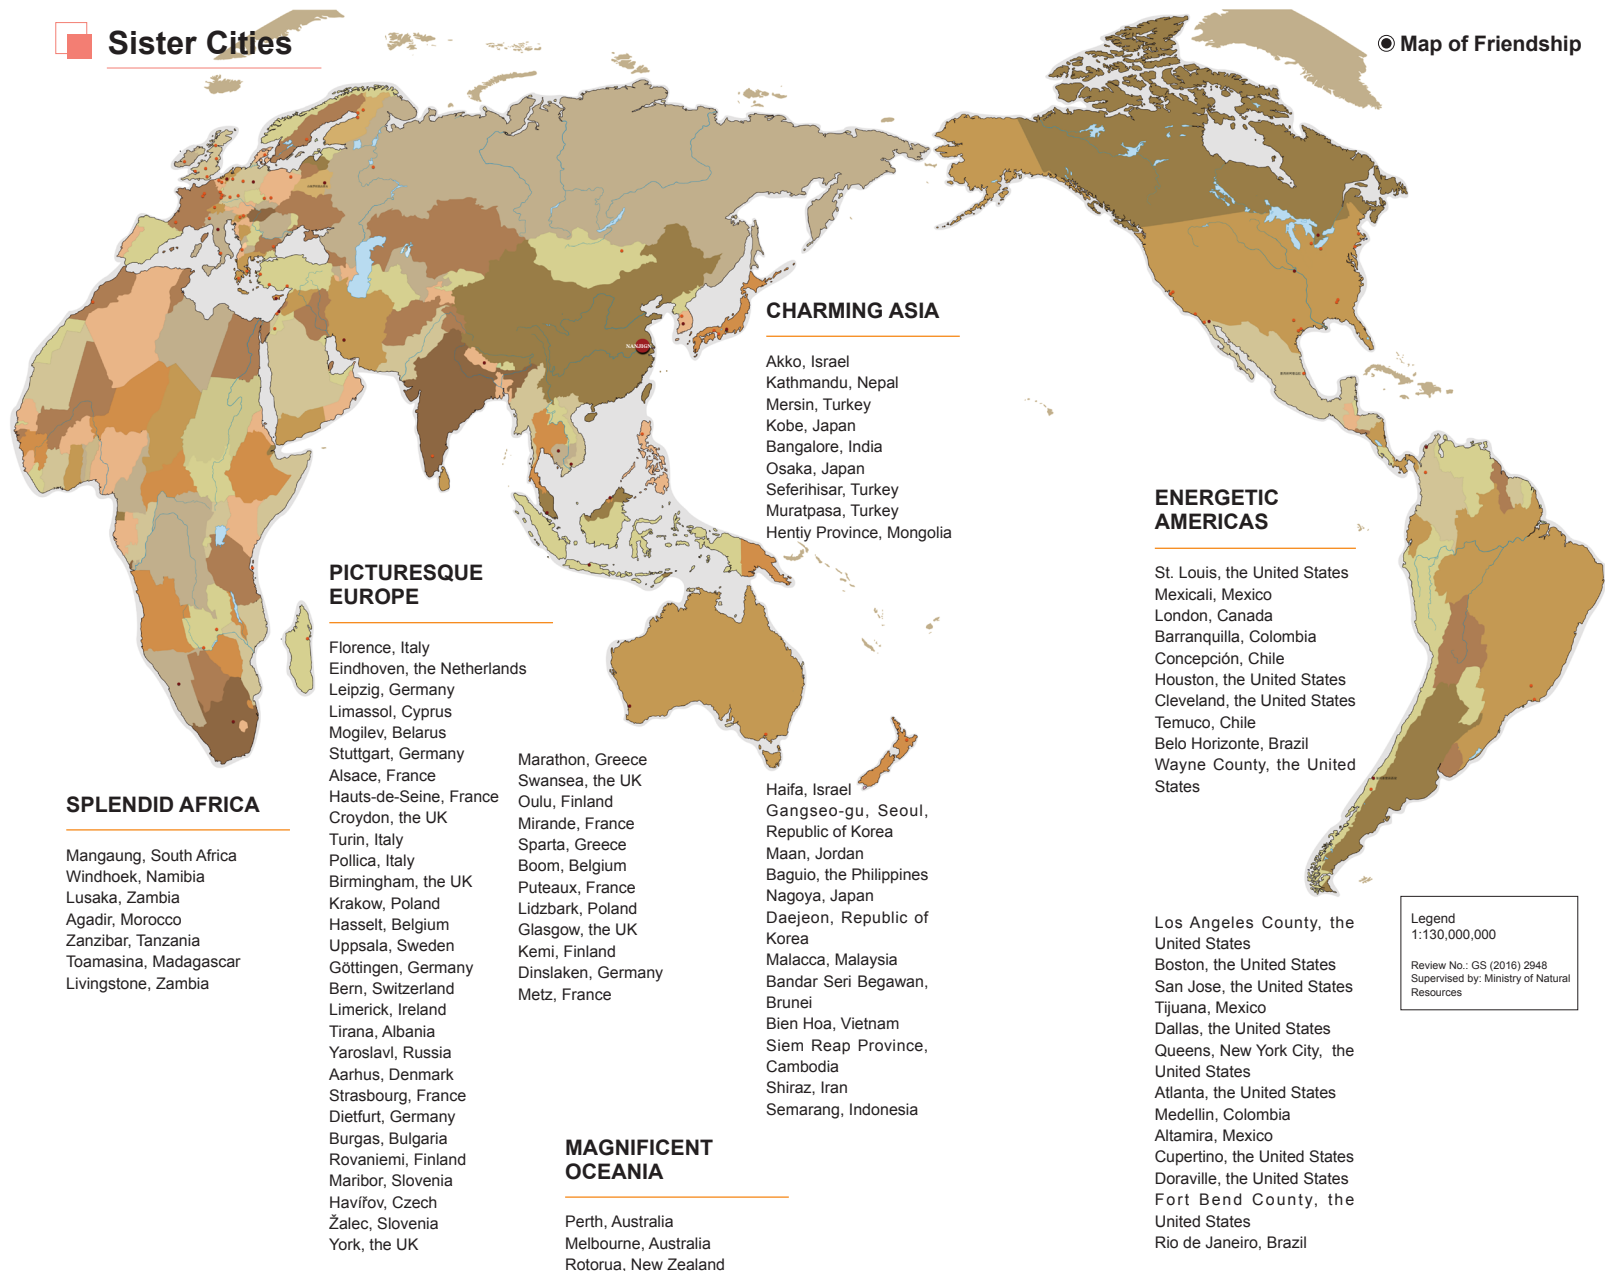 Sister Cities
Map of Friendship
NANJIGN
CHARMING ASIA
Akko, Israel
Kathmandu, Nepal
Mersin, Turkey
Kobe, Japan
Bangalore, India
Osaka, Japan
Seferihisar, Turkey
Muratpasa, Turkey
Hentiy Province, Mongolia
Haifa, Israel
Gangseo-gu, Seoul,
Republic of Korea
Maan, Jordan
Baguio, the Philippines
Nagoya, Japan
Daejeon, Republic of
Korea
Malacca, Malaysia
Bandar Seri Begawan,
Brunei
Bien Hoa, Vietnam
Siem Reap Province,
Cambodia
Shiraz, Iran
Semarang, Indonesia
ENERGETIC
AMERICAS
St. Louis, the United States
Mexicali, Mexico
London, Canada
Barranquilla, Colombia
Concepción, Chile
Houston, the United States
Cleveland, the United States
Temuco, Chile
Belo Horizonte, Brazil
Wayne County, the United
States
Los Angeles County, the
United States
Boston, the United States
San Jose, the United States
Tijuana, Mexico
Dallas, the United States
Queens, New York City, the
United States
Atlanta, the United States
Medellin, Colombia
Altamira, Mexico
Cupertino, the United States
Doraville, the United States
Fort Bend County, the
United States
Rio de Janeiro, Brazil
PICTURESQUE
EUROPE
Florence, Italy
Eindhoven, the Netherlands
Leipzig, Germany
Limassol, Cyprus
Mogilev, Belarus
Stuttgart, Germany
Alsace, France
Hauts-de-Seine, France
Croydon, the UK
Turin, Italy
Pollica, Italy
Birmingham, the UK
Krakow, Poland
Hasselt, Belgium
Uppsala, Sweden
Göttingen, Germany
Bern, Switzerland
Limerick, Ireland
Tirana, Albania
Yaroslavl, Russia
Aarhus, Denmark
Strasbourg, France
Dietfurt, Germany
Burgas, Bulgaria
Rovaniemi, Finland
Maribor, Slovenia
Havířov, Czech
Žalec, Slovenia
York, the UK
Marathon, Greece
Swansea, the UK
Oulu, Finland
Mirande, France
Sparta, Greece
Boom, Belgium
Puteaux, France
Lidzbark, Poland
Glasgow, the UK
Kemi, Finland
Dinslaken, Germany
Metz, France
SPLENDID AFRICA
Mangaung, South Africa
Windhoek, Namibia
Lusaka, Zambia
Agadir, Morocco
Zanzibar, Tanzania
Toamasina, Madagascar
Livingstone, Zambia
MAGNIFICENT
OCEANIA
Perth, Australia
Melbourne, Australia
Rotorua, New Zealand
Legend
1:130,000,000
Review No.: GS (2016) 2948
Supervised by: Ministry of Natural
Resources